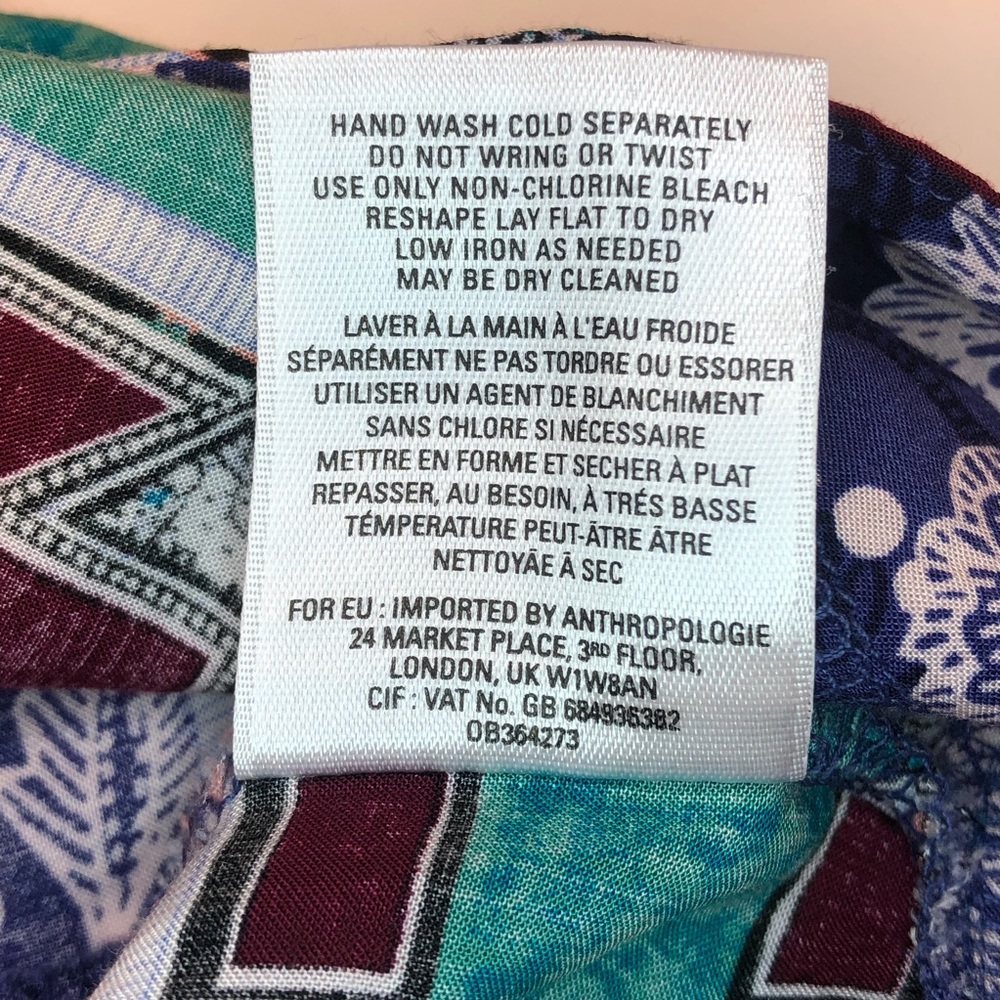 HAND WASH COLD SEPARATELY
DO NOT WRING OR TWIST
USE ONLY NON-CHLORINE BLEACH
RESHAPE LAY FLAT TO DRY
LOW IRON AS NEEDED
MAY BE DRY CLEANED
LAVER À LA MAIN À L'EAU FROIDE
SÉPARÉMENT NE PAS TORDRE OU ESSORER
UTILISER UN AGENT DE BLANCHIMENT
SANS CHLORE SI NÉCESSAIRE
METTRE EN FORME ET SECHER À PLAT
REPASSER, AU BESOIN, À TRÉS BASSE
TÉMPERATURE PEUT-ÃTRE ÃTRE
NETTOYÃE Ã SEC
FOR EU : IMPORTED BY ANTHROPOLOGIE
24 MARKET PLACE, 3RD FLOOR,
LONDON, UK W1W8AN
CIF : VAT No. GB 684936382
OB364273